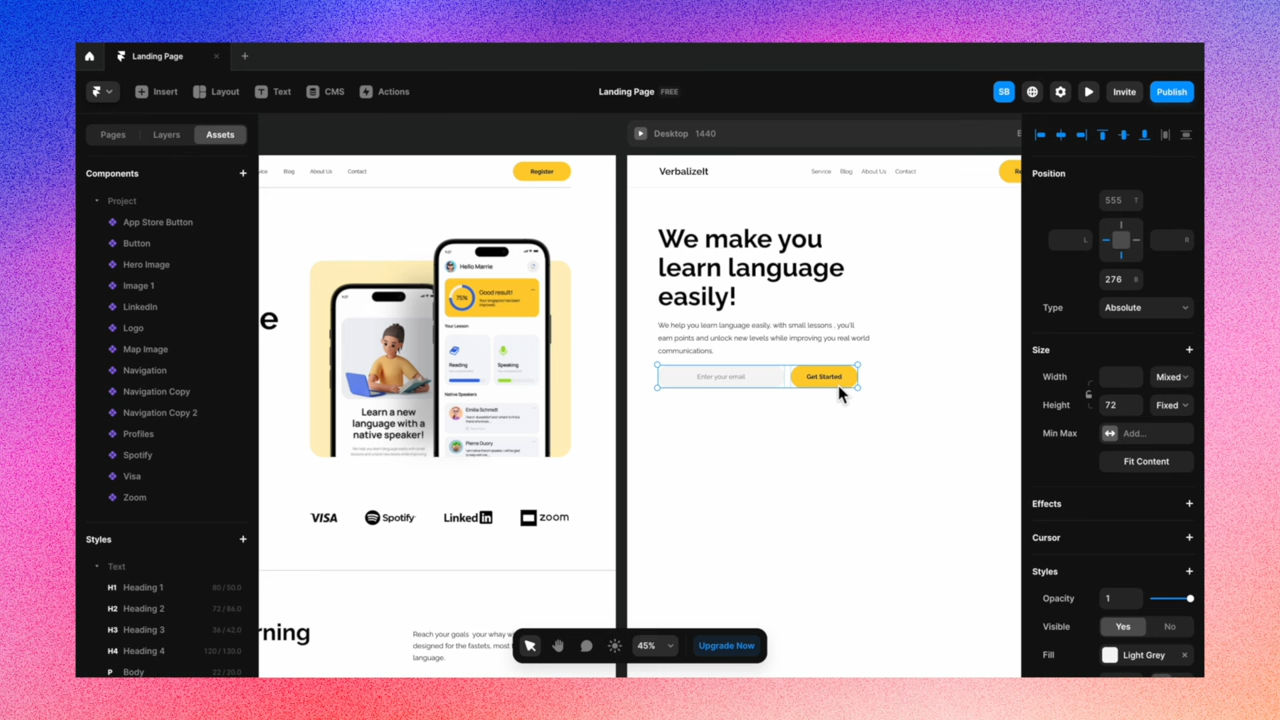 Landing Page
Insert
Layout
Text
CMS
Actions
Landing Page FREE
SB
Invite
Publish
Pages
Layers
Assets
Components
Project
App Store Button
Button
Hero Image
Image 1
LinkedIn
Logo
Map Image
Navigation
Navigation Copy
Navigation Copy 2
Profiles
Spotify
Visa
Zoom
Styles
Text
H1 Heading 1 80 / 50.0
H2 Heading 2 72 / 86.0
H3 Heading 3 36 / 42.0
H4 Heading 4 120 / 130.0
P Body 22 / 20.0
Blog
About Us
Contact
Register
e
Hello Marrie
75%
Good result!
Your Lesson
Reading
Speaking
Native Speakers
Emilia Schmidt
Pierre Duory
Learn a new
language with a
native speaker!
VISA
Spotify
Linked in
zoom
rning
Reach your goals your whay w
designed for the fastets, most
language.
Desktop 1440
VerbalizeIt
Service
Blog
About Us
Contact
Re
We make you
learn language
easily!
We help you learn language easily, with small lessons , you'll
earn points and unlock new levels while improving you real world
communications.
Enter your email
Get Started
45%
Upgrade Now
Position
555 T
L
R
276 B
Type Absolute
Size
Width Mixed
Height 72 Fixed
Min Max Add...
Fit Content
Effects
Cursor
Styles
Opacity 1
Visible Yes No
Fill Light Grey